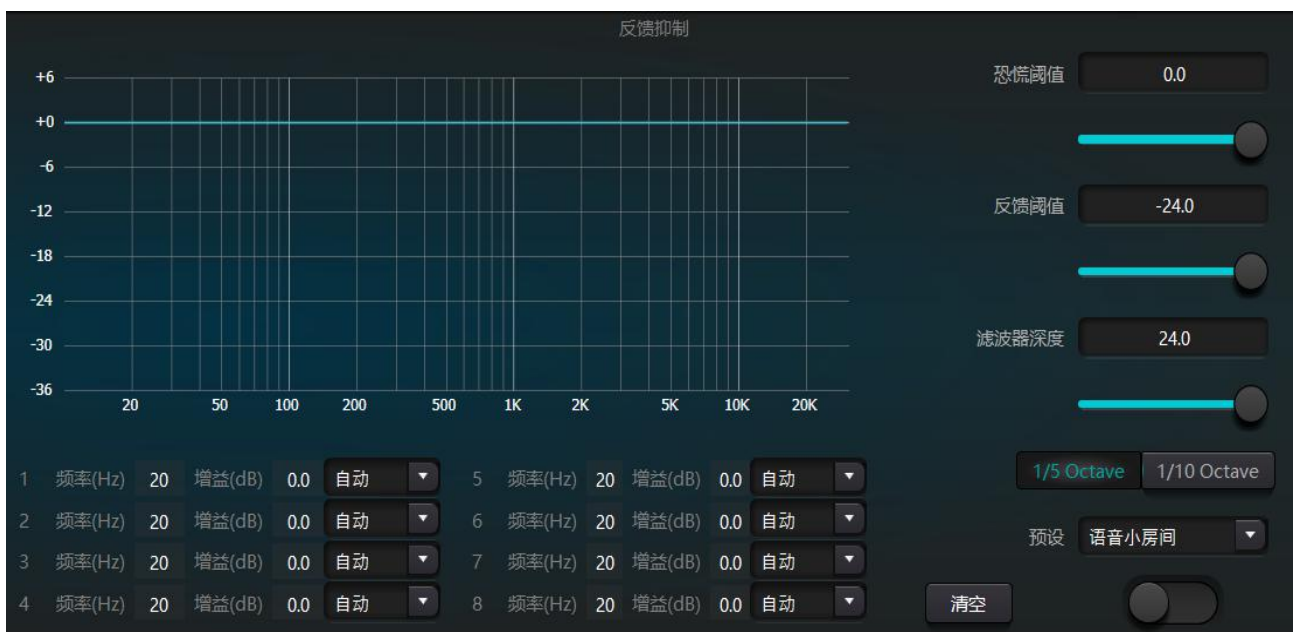 反馈抑制
+6
+0
-6
-12
-18
-24
-30
-36
20 50 100 200 500 1K 2K 5K 10K 20K
恐慌阈值 0.0
反馈阈值 -24.0
滤波器深度 24.0
1/5 Octave 1/10 Octave
预设 语音小房间
清空
1 频率(Hz) 20 增益(dB) 0.0 自动
2 频率(Hz) 20 增益(dB) 0.0 自动
3 频率(Hz) 20 增益(dB) 0.0 自动
4 频率(Hz) 20 增益(dB) 0.0 自动
5 频率(Hz) 20 增益(dB) 0.0 自动
6 频率(Hz) 20 增益(dB) 0.0 自动
7 频率(Hz) 20 增益(dB) 0.0 自动
8 频率(Hz) 20 增益(dB) 0.0 自动